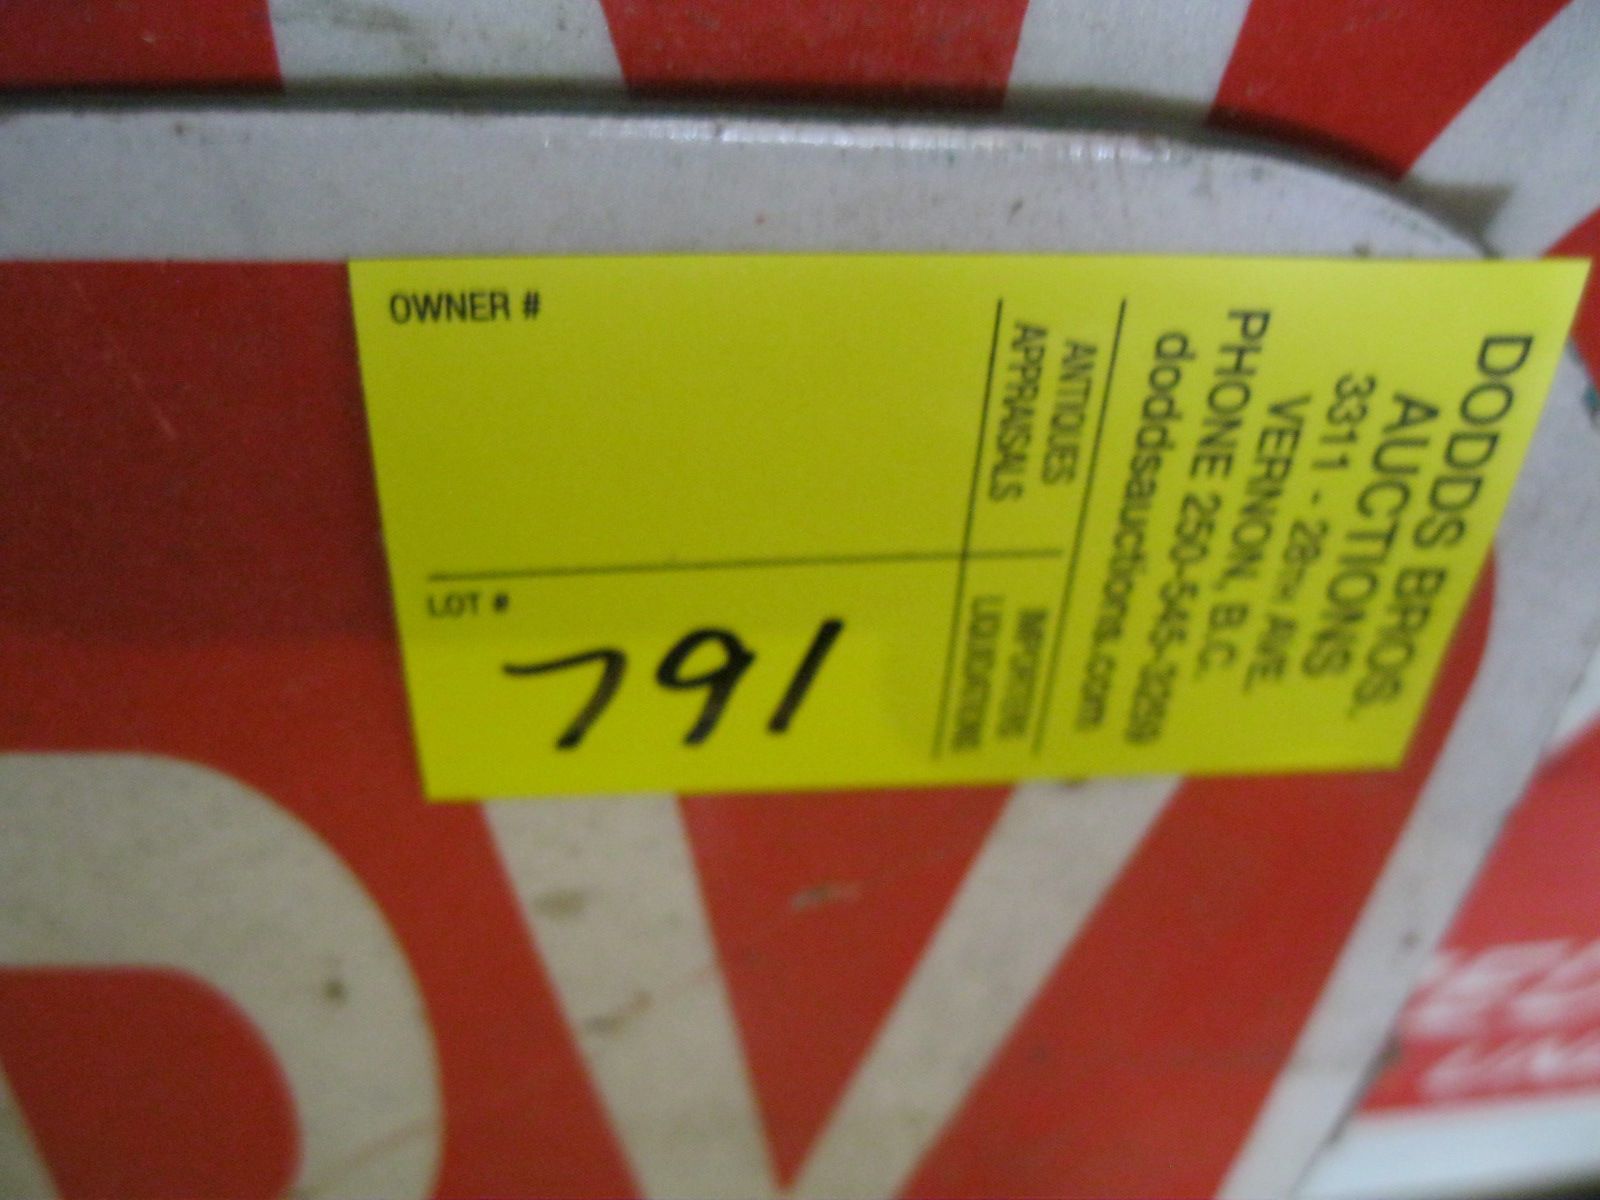 DODDS BROS.
AUCTIONS
3311 - 28TH AVE.
VERNON, B.C.
PHONE 250-545-3259
doddsauctions.com
ANTIQUES IMPORTERS
APPRAISALS LIQUIDATIONS
OWNER #
LOT #
791